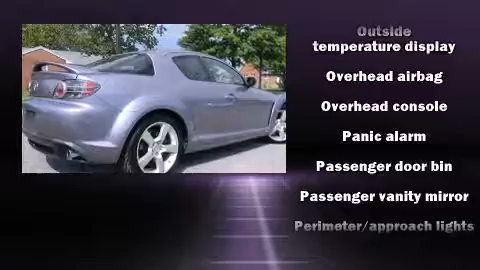 Outside
temperature display
Overhead airbag
Overhead console
Panic alarm
Passenger door bin
Passenger vanity mirror
Perimeter/approach lights